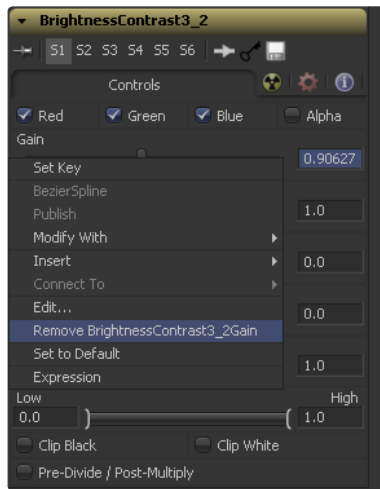 BrightnessContrast3_2
S1 S2 S3 S4 S5 S6
Controls
Red Green Blue Alpha
Gain
0.90627
Set Key
BezierSpline
Publish
1.0
Modify With
Insert
0.0
Connect To
Edit...
0.0
Remove BrightnessContrast3_2Gain
Set to Default
1.0
Expression
Low High
0.0 1.0
Clip Black Clip White
Pre-Divide / Post-Multiply